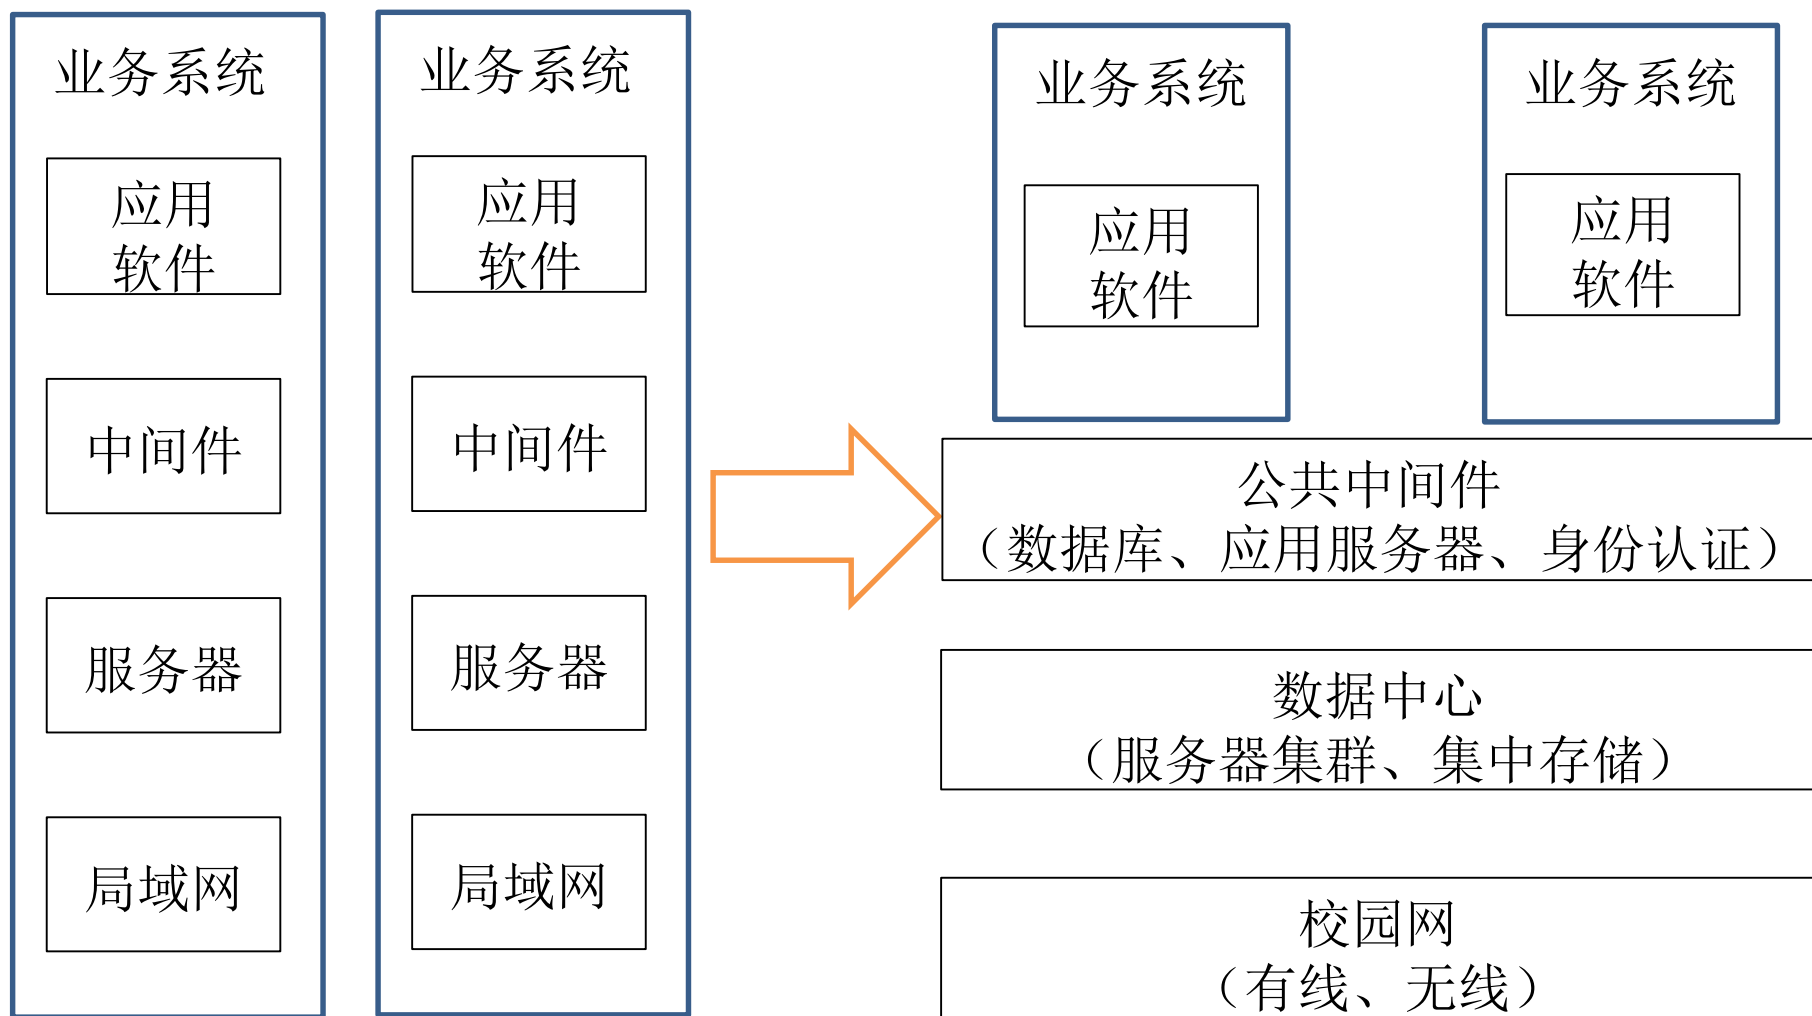 业务系统
应用
软件
中间件
服务器
局域网
业务系统
应用
软件
中间件
服务器
局域网
业务系统
应用
软件
业务系统
应用
软件
公共中间件
（数据库、应用服务器、身份认证）
数据中心
（服务器集群、集中存储）
校园网
（有线、无线）